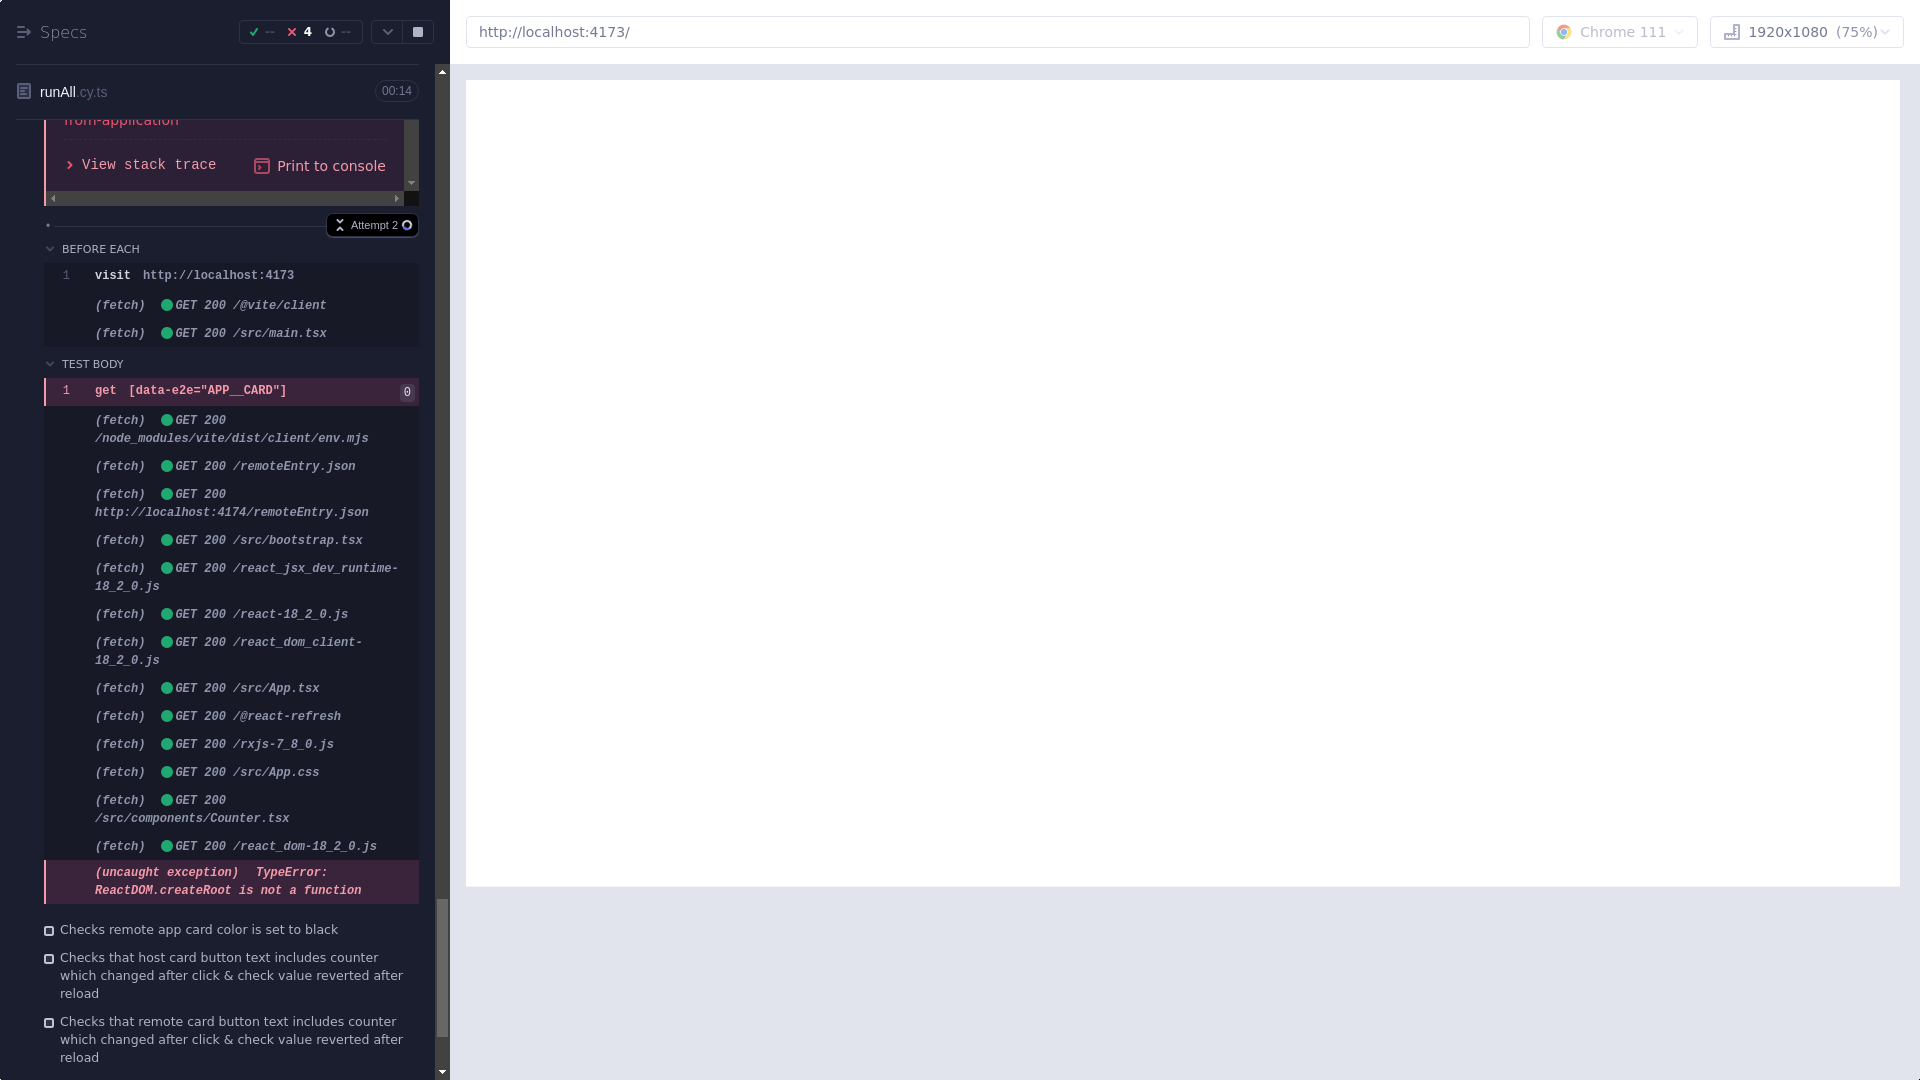 Specs
-- 4 --
http://localhost:4173/
Chrome 111
1920x1080 (75%)
runAll.cy.ts
00:14
from-application
View stack trace
Print to console
Attempt 2
BEFORE EACH
1 visit http://localhost:4173
(fetch) GET 200 /@vite/client
(fetch) GET 200 /src/main.tsx
TEST BODY
1 get [data-e2e="APP__CARD"] 0
(fetch) GET 200
/node_modules/vite/dist/client/env.mjs
(fetch) GET 200 /remoteEntry.json
(fetch) GET 200
http://localhost:4174/remoteEntry.json
(fetch) GET 200 /src/bootstrap.tsx
(fetch) GET 200 /react_jsx_dev_runtime-
18_2_0.js
(fetch) GET 200 /react-18_2_0.js
(fetch) GET 200 /react_dom_client-
18_2_0.js
(fetch) GET 200 /src/App.tsx
(fetch) GET 200 /@react-refresh
(fetch) GET 200 /rxjs-7_8_0.js
(fetch) GET 200 /src/App.css
(fetch) GET 200
/src/components/Counter.tsx
(fetch) GET 200 /react_dom-18_2_0.js
(uncaught exception) TypeError:
ReactDOM.createRoot is not a function
Checks remote app card color is set to black
Checks that host card button text includes counter
which changed after click & check value reverted after
reload
Checks that remote card button text includes counter
which changed after click & check value reverted after
reload